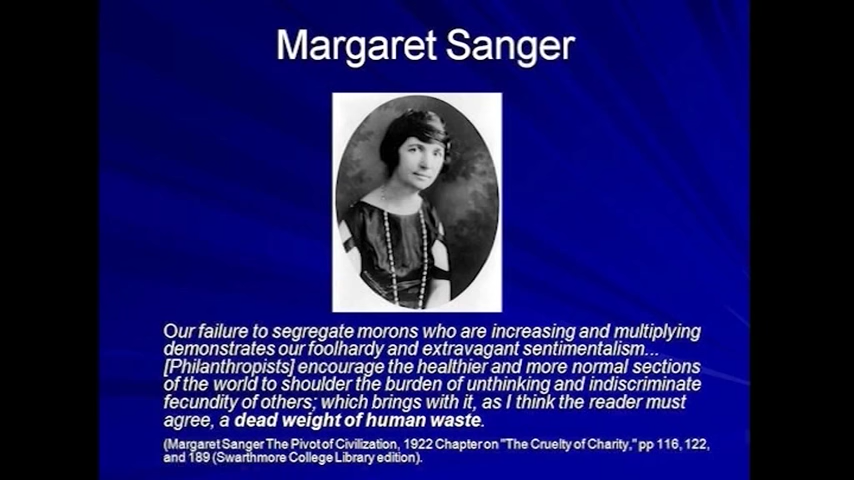 Margaret Sanger
Our failure to segregate morons who are increasing and multiplying
demonstrates our foolhardy and extravagant sentimentalism...
[Philanthropists] encourage the healthier and more normal sections
of the world to shoulder the burden of unthinking and indiscriminate
fecundity of others; which brings with it, as I think the reader must
agree, a dead weight of human waste.
(Margaret Sanger The Pivot of Civilization, 1922 Chapter on "The Cruelty of Charity," pp 116, 122,
and 189 (Swarthmore College Library edition).